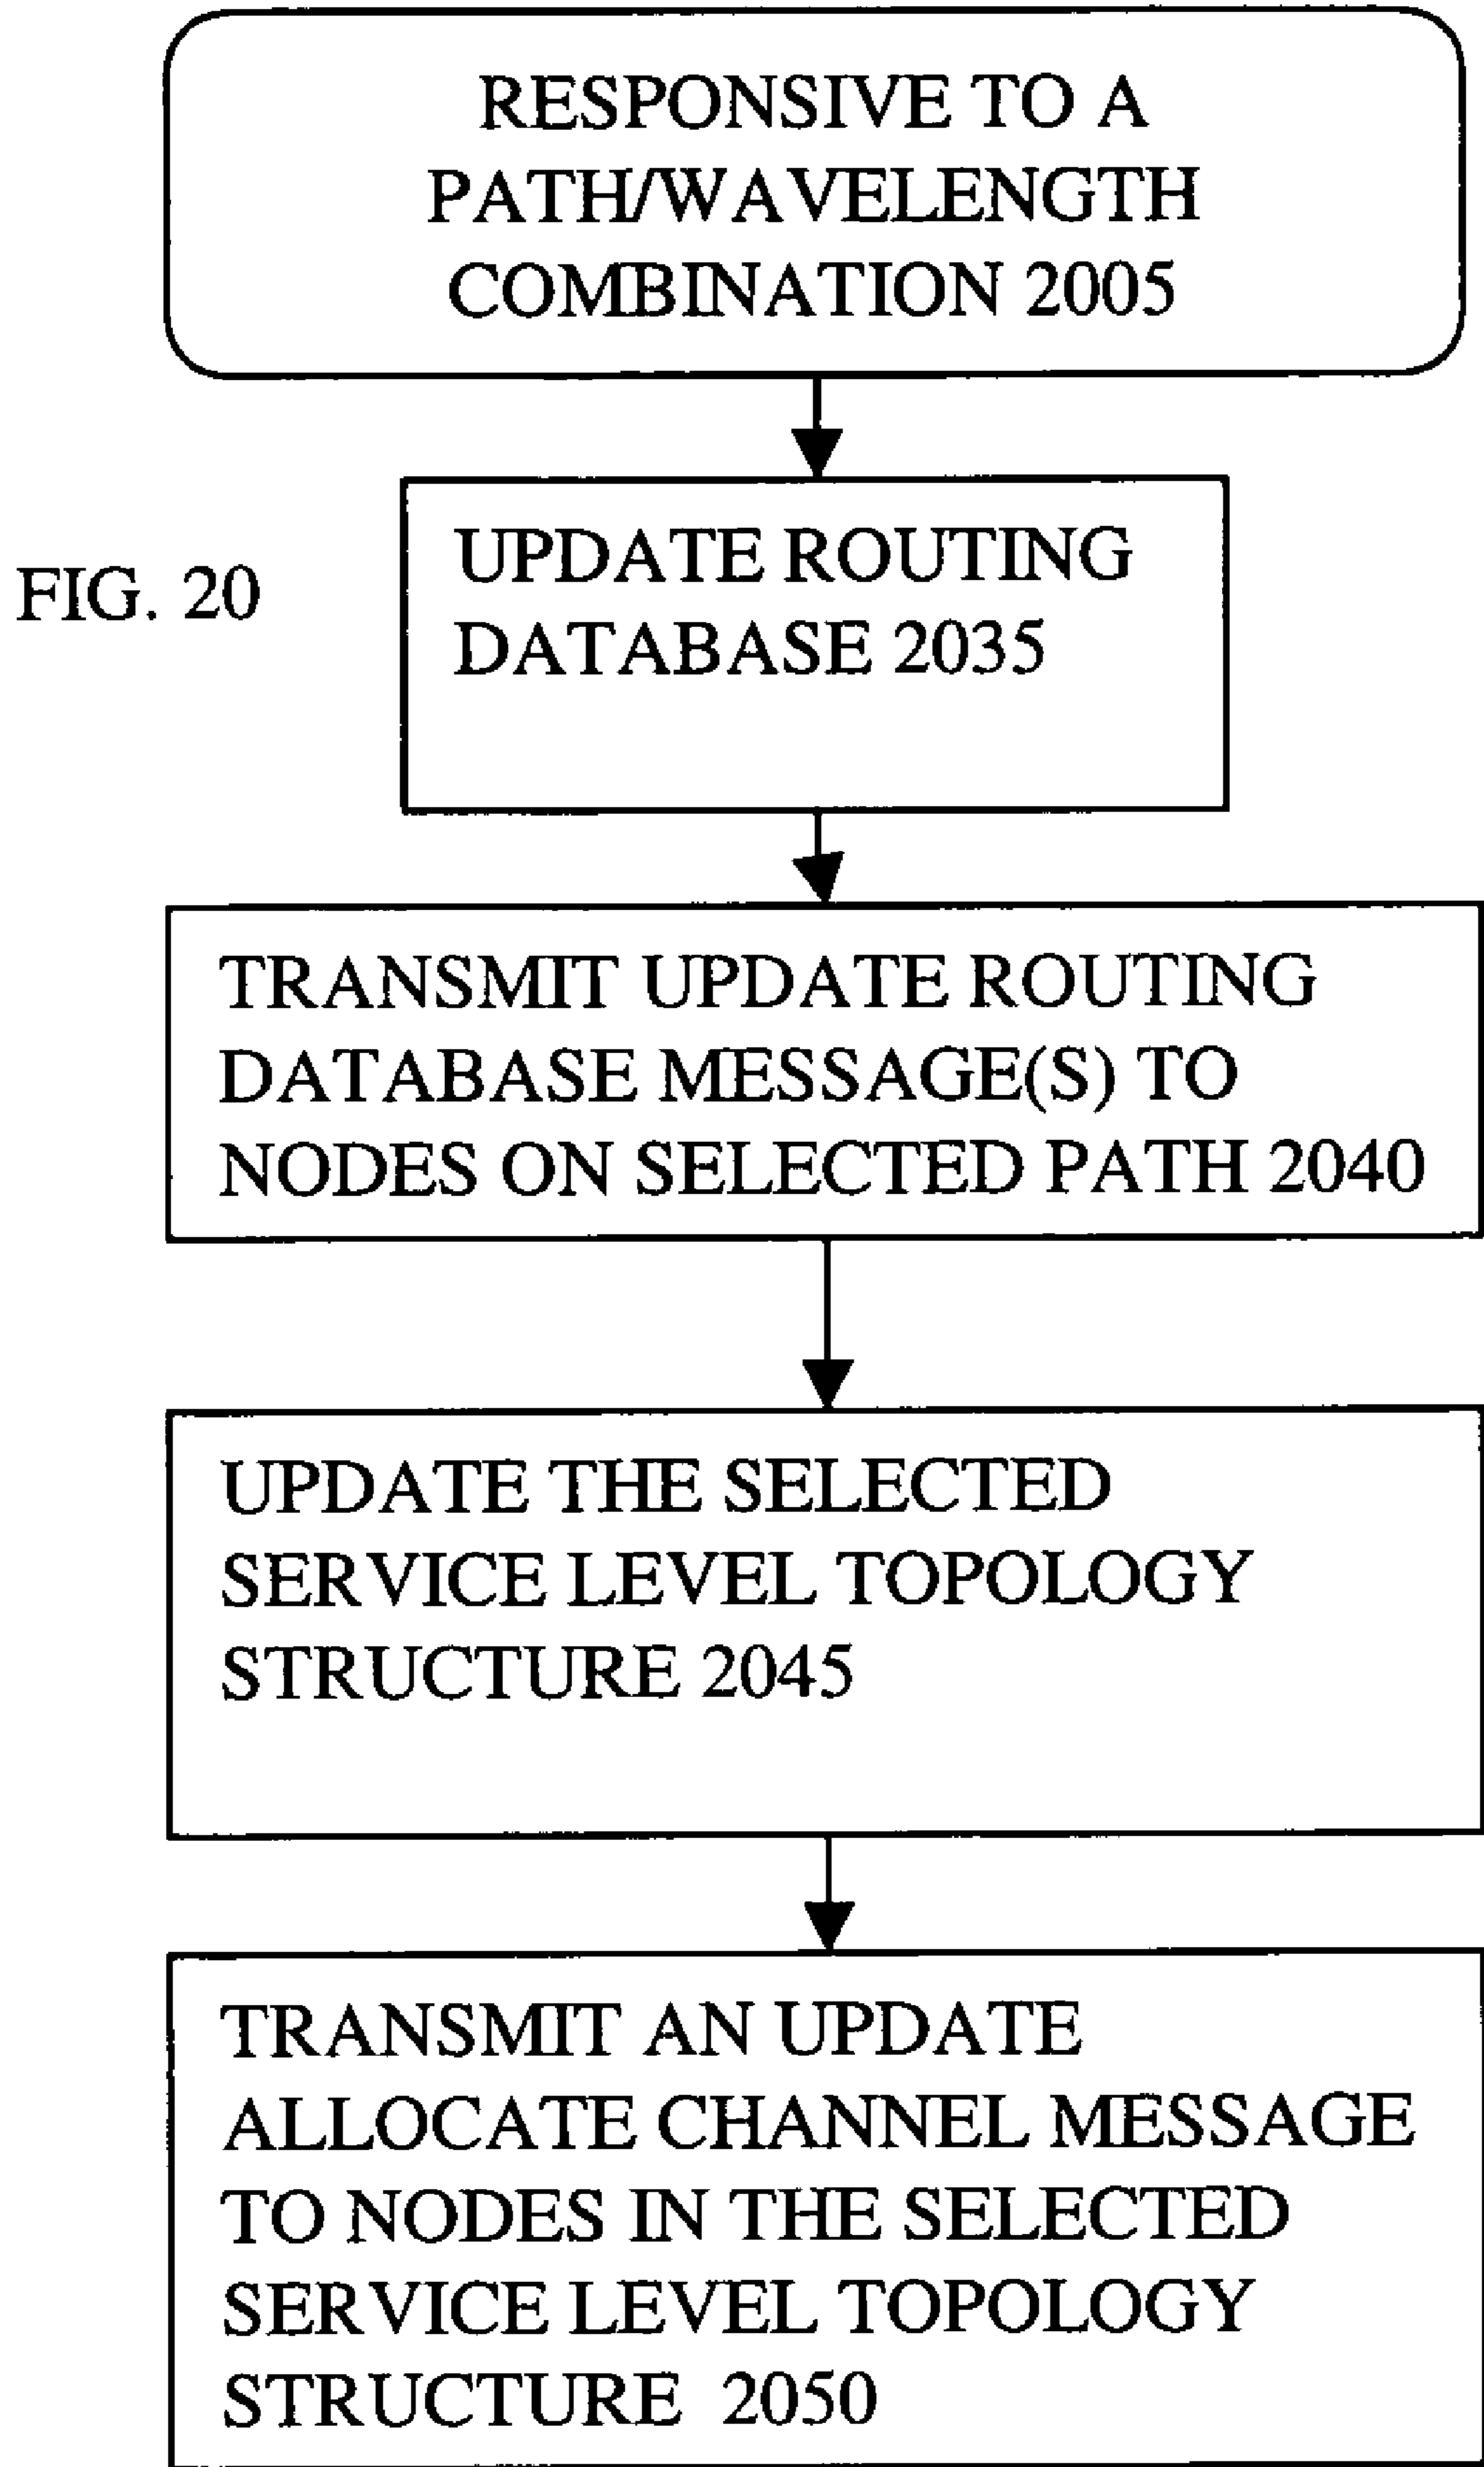 RESPONSIVE TO A
PATH/WAVELENGTH
COMBINATION 2005
FIG. 20
UPDATE ROUTING
DATABASE 2035
TRANSMIT UPDATE ROUTING
DATABASE MESSAGE(S) TO
NODES ON SELECTED PATH 2040
UPDATE THE SELECTED
SERVICE LEVEL TOPOLOGY
STRUCTURE 2045
TRANSMIT AN UPDATE
ALLOCATE CHANNEL MESSAGE
TO NODES IN THE SELECTED
SERVICE LEVEL TOPOLOGY
STRUCTURE 2050